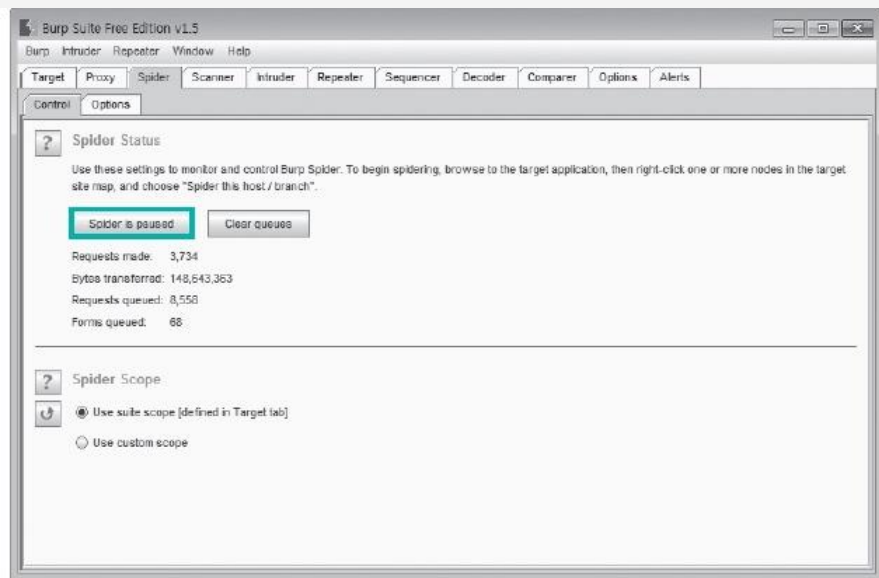 Burp Suite Free Edition v1.5
Burp Intruder Repeater Window Help
Target Proxy Spider Scanner Intruder Repeater Sequencer Decoder Comparer Options Alerts
Control Options
? Spider Status
Use these settings to monitor and control Burp Spider. To begin spidering, browse to the target application, then right-click one or more nodes in the target
site map, and choose "Spider this host / branch".
Spider is paused Clear queues
Requests made: 3,734
Bytes transferred: 148,643,363
Requests queued: 8,558
Forms queued: 68
? Spider Scope
Use suite scope [defined in Target tab]
Use custom scope